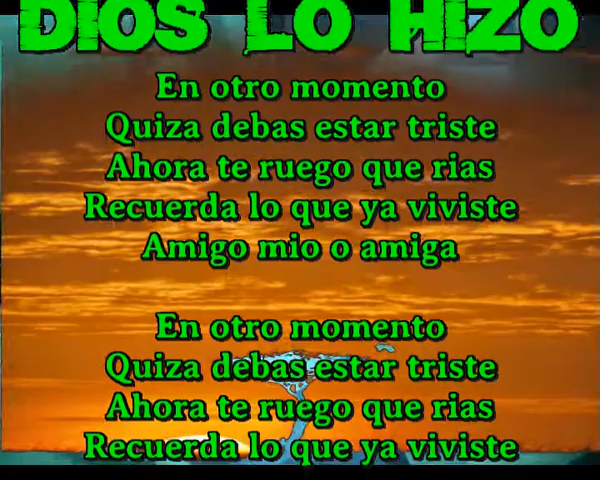 DIOS LO HIZO
En otro momento
Quiza debas estar triste
Ahora te ruego que rias
Recuerda lo que ya viviste
Amigo mio o amiga
En otro momento
Quiza debas estar triste
Ahora te ruego que rias
Recuerda lo que ya viviste